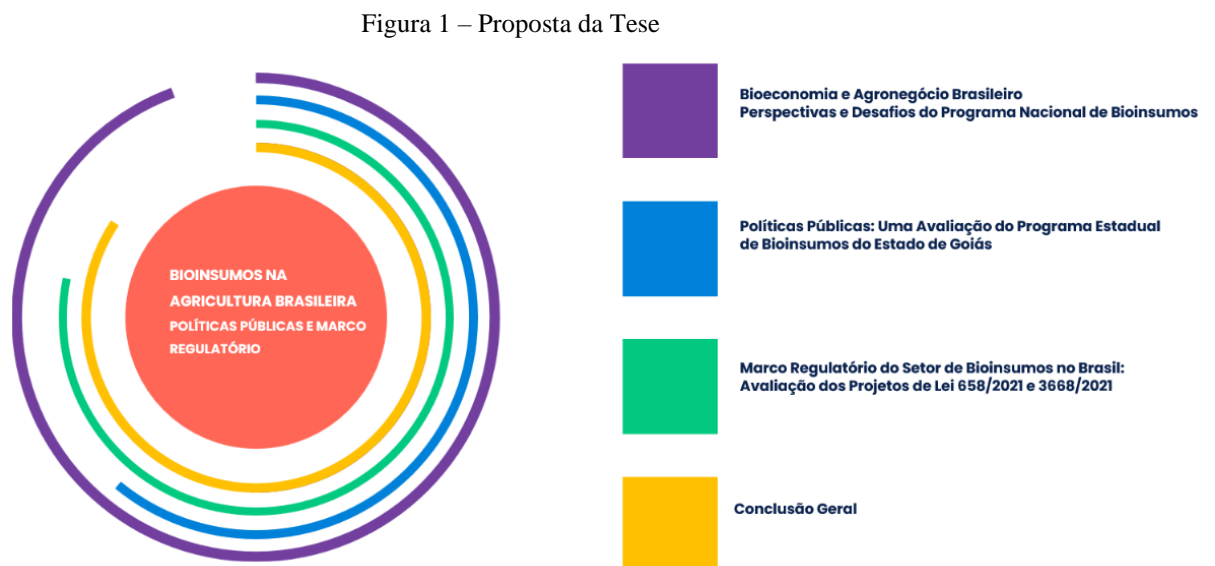 Figura 1 – Proposta da Tese
BIOINSUMOS NA
AGRICULTURA BRASILEIRA
POLÍTICAS PÚBLICAS E MARCO
REGULATÓRIO
Bioeconomia e Agronegócio Brasileiro
Perspectivas e Desafios do Programa Nacional de Bioinsumos
Políticas Públicas: Uma Avaliação do Programa Estadual
de Bioinsumos do Estado de Goiás
Marco Regulatório do Setor de Bioinsumos no Brasil:
Avaliação dos Projetos de Lei 658/2021 e 3668/2021
Conclusão Geral